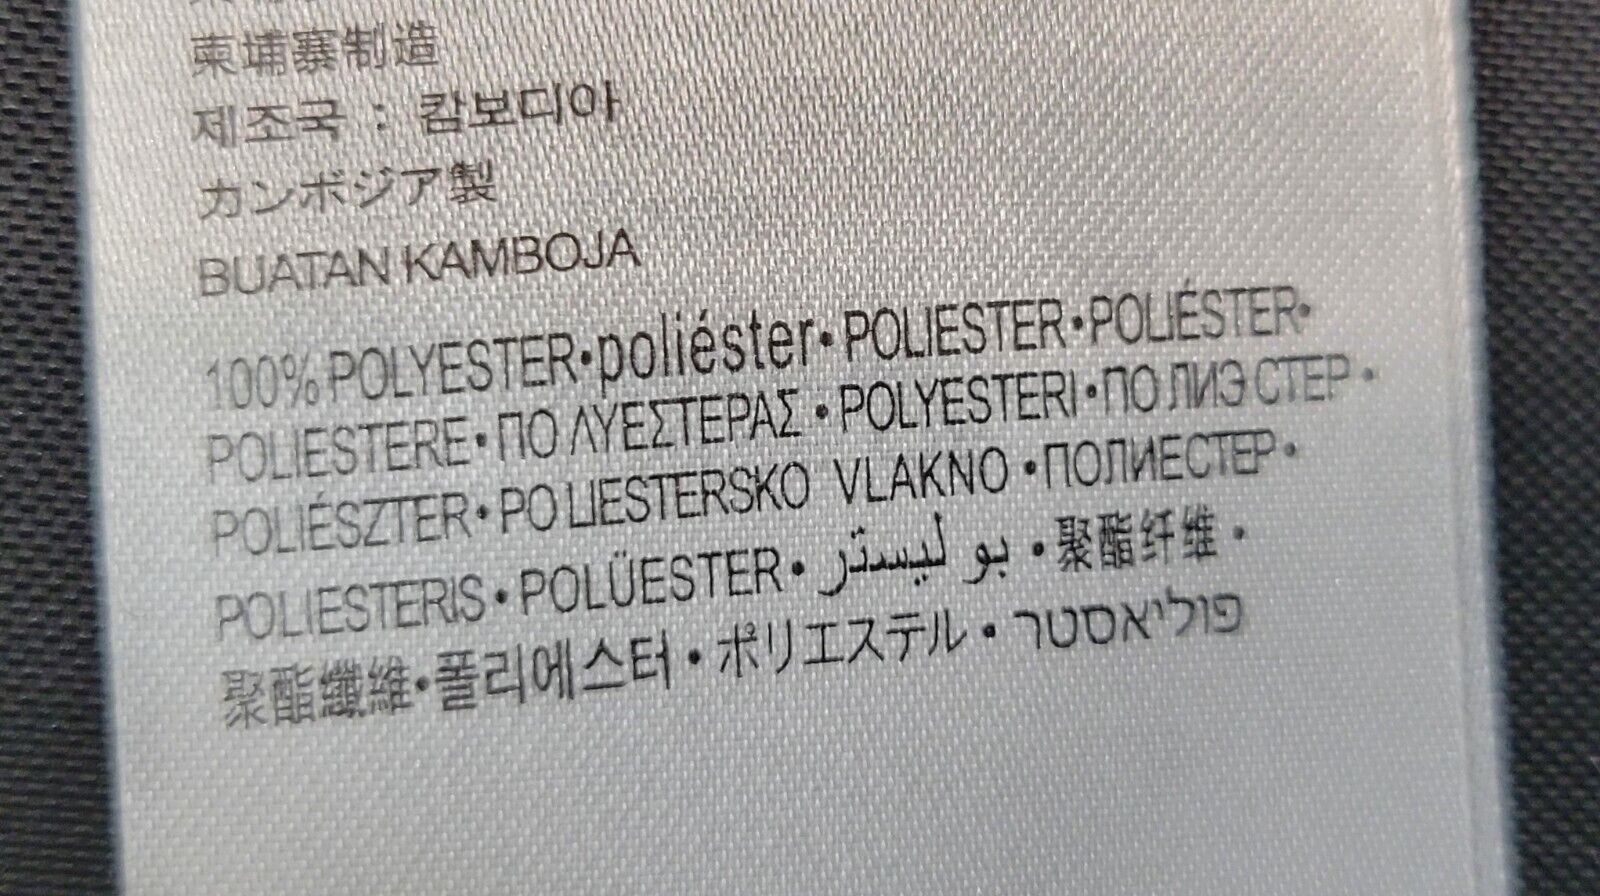 柬埔寨制造
제조국 : 캄보디아
カンボジア製
BUATAN KAMBOJA
100% POLYESTER•poliéster•POLIESTER•POLIÉSTER•
POLIESTERE•ΠΟ ΛΥΕΣΤΕΡΑΣ•POLYESTERI•ПО ЛИЭ СТЕР•
POLIÉSZTER•PO LIESTERSKO VLAKNO•ПОЛИЕСТЕР•
POLIESTERIS•POLÜESTER•بو ليستر•聚酯纤维•
聚酯纖維•폴리에스터•ポリエステル•פוליאסטר